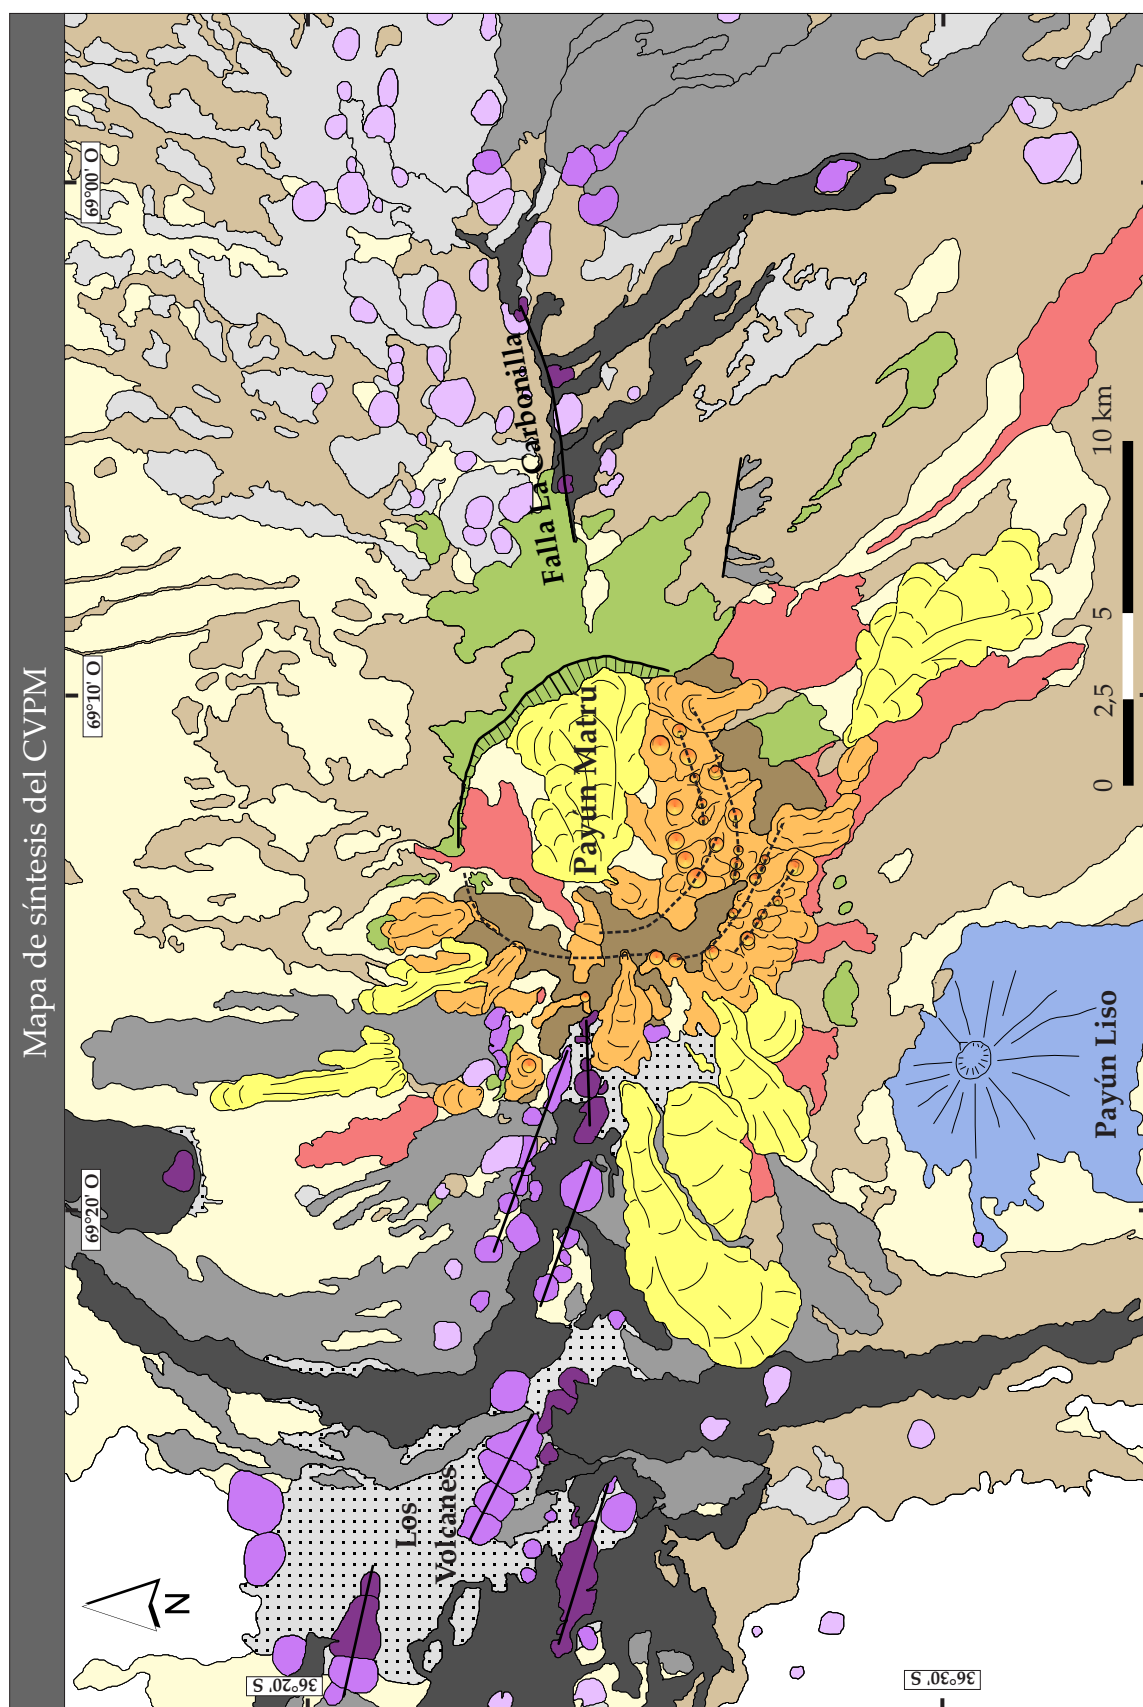 Mapa de síntesis del CVPM
69°20' O
69°10' O
69°00' O
36°20' S
36°30' S
N
Los
Volcanes
Payún Matru
Falla La Carbonilla
Payún Liso
0
2,5
5
10 km